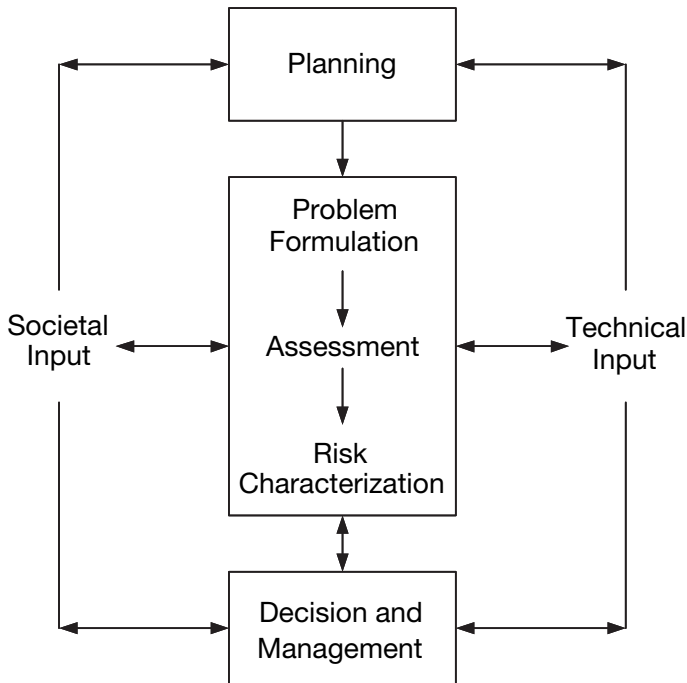 Planning
Problem
Formulation
Societal
Input
Assessment
Technical
Input
Risk
Characterization
Decision and
Management